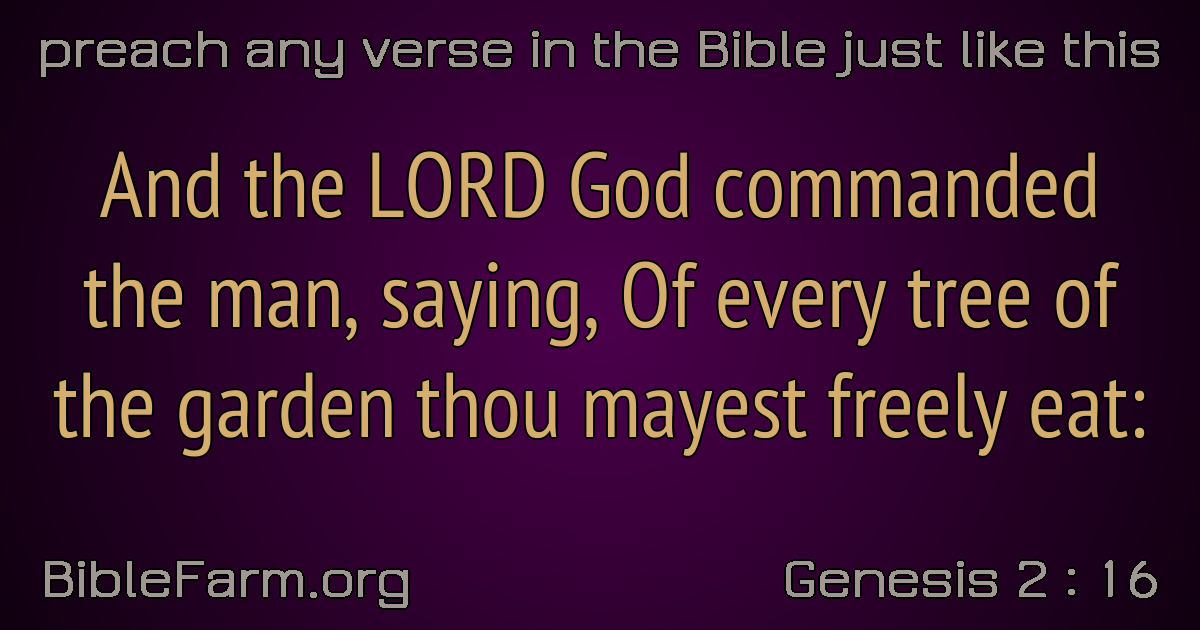 preach any verse in the Bible just like this
And the LORD God commanded
the man, saying, Of every tree of
the garden thou mayest freely eat:
BibleFarm.org
Genesis 2 : 16